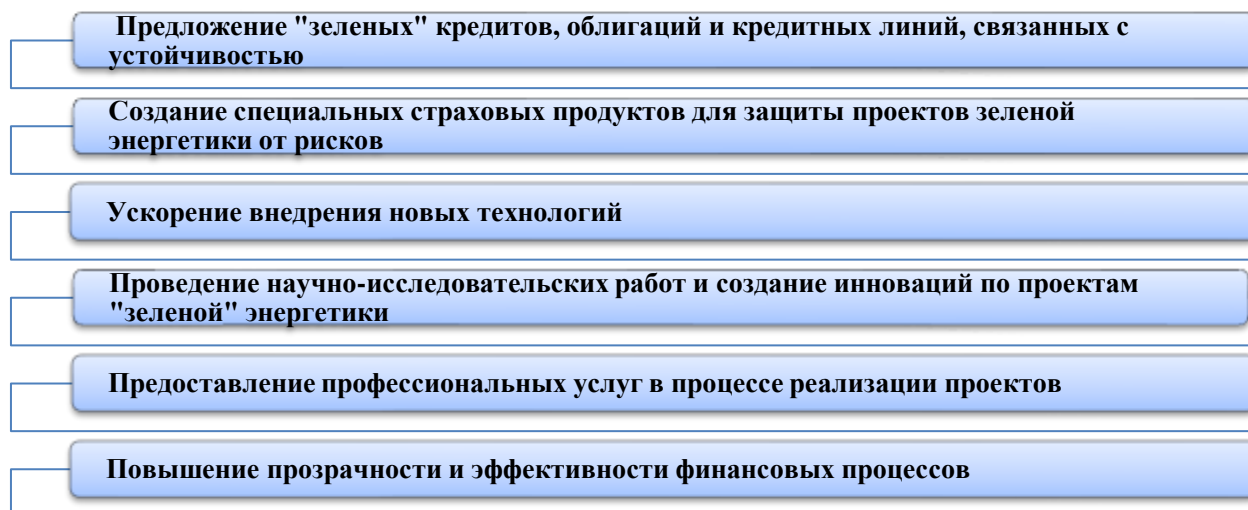 Предложение "зеленых" кредитов, облигаций и кредитных линий, связанных с
устойчивостью
Создание специальных страховых продуктов для защиты проектов зеленой
энергетики от рисков
Ускорение внедрения новых технологий
Проведение научно-исследовательских работ и создание инноваций по проектам
"зеленой" энергетики
Предоставление профессиональных услуг в процессе реализации проектов
Повышение прозрачности и эффективности финансовых процессов